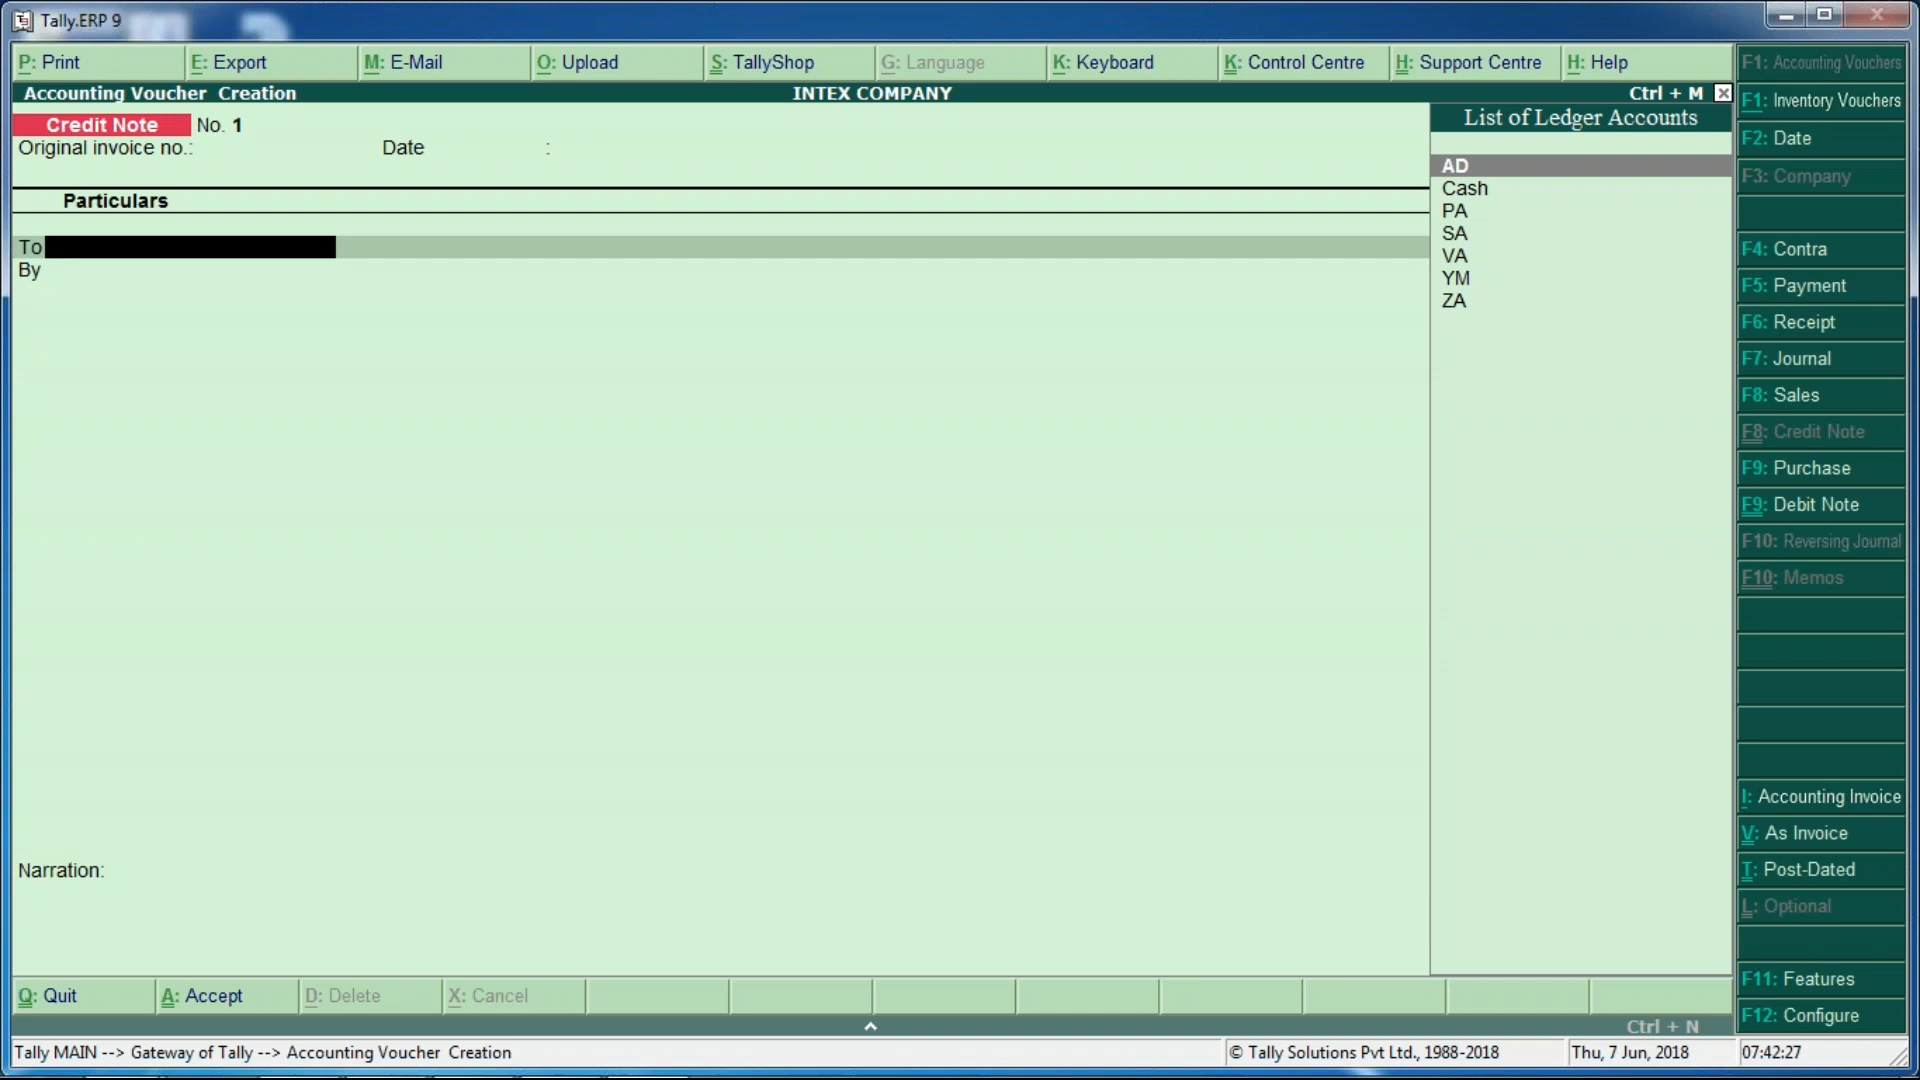 Tally.ERP 9
P: Print E: Export M: E-Mail O: Upload S: TallyShop G: Language K: Keyboard K: Control Centre H: Support Centre H: Help
Accounting Voucher Creation INTEX COMPANY Ctrl + M
Credit Note No. 1
Original invoice no.: Date :
Particulars
To
By
Narration:
List of Ledger Accounts
AD
Cash
PA
SA
VA
YM
ZA
F1: Accounting Vouchers
F1: Inventory Vouchers
F2: Date
F3: Company
F4: Contra
F5: Payment
F6: Receipt
F7: Journal
F8: Sales
F8: Credit Note
F9: Purchase
F9: Debit Note
F10: Reversing Journal
F10: Memos
I: Accounting Invoice
V: As Invoice
T: Post-Dated
L: Optional
F11: Features
F12: Configure
Q: Quit A: Accept D: Delete X: Cancel
Ctrl + N
Tally MAIN --> Gateway of Tally --> Accounting Voucher Creation © Tally Solutions Pvt Ltd., 1988-2018 Thu, 7 Jun, 2018 07:42:27